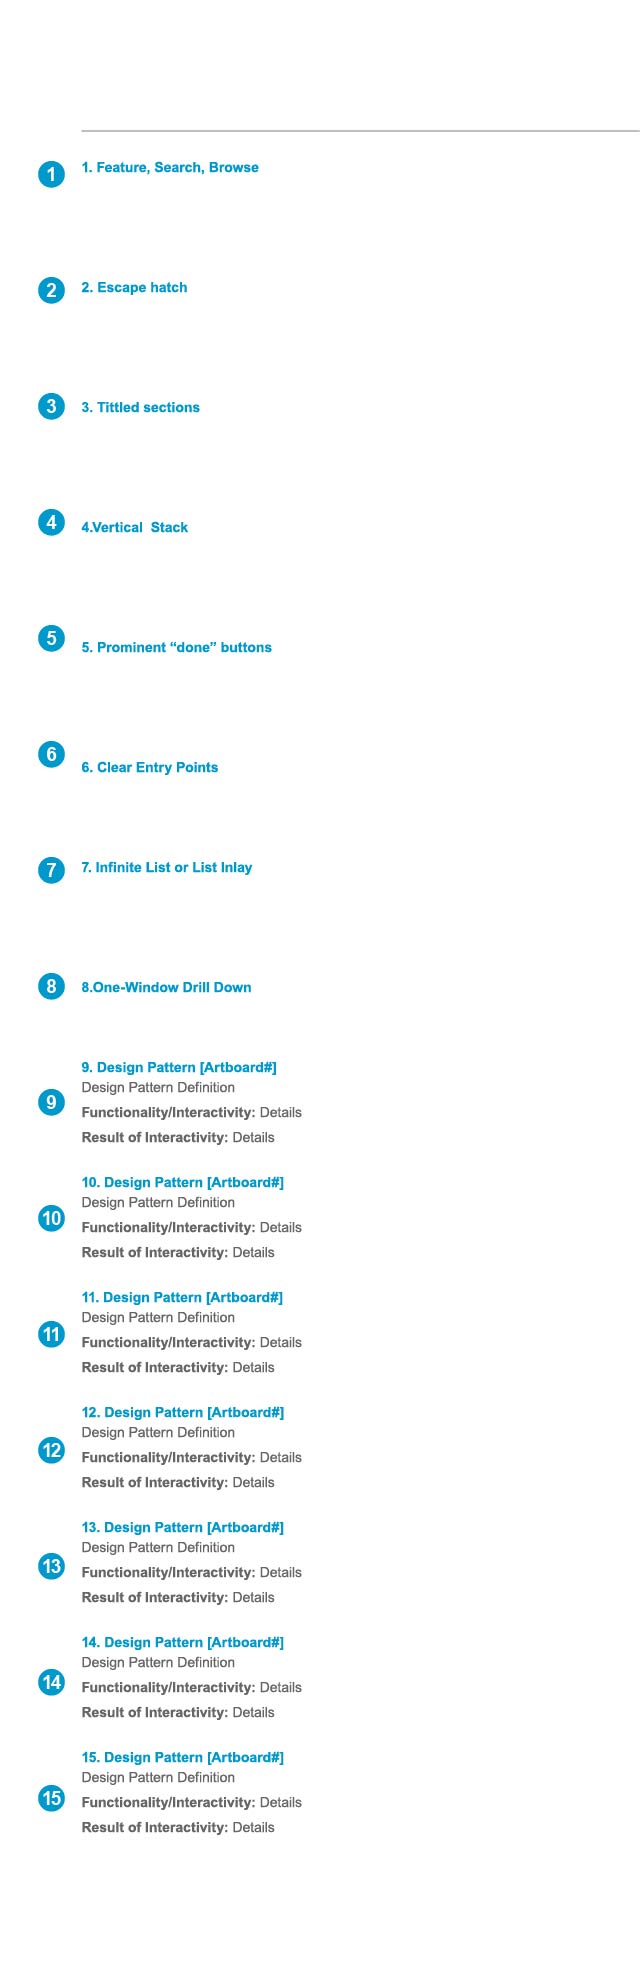 1 1. Feature, Search, Browse
2 2. Escape hatch
3 3. Tittled sections
4 4.Vertical  Stack
5 5. Prominent “done” buttons
6 6. Clear Entry Points
7 7. Infinite List or List Inlay
8 8.One-Window Drill Down
9. Design Pattern [Artboard#]
Design Pattern Definition
9
Functionality/Interactivity: Details
Result of Interactivity: Details
10. Design Pattern [Artboard#]
Design Pattern Definition
10
Functionality/Interactivity: Details
Result of Interactivity: Details
11. Design Pattern [Artboard#]
Design Pattern Definition
11
Functionality/Interactivity: Details
Result of Interactivity: Details
12. Design Pattern [Artboard#]
Design Pattern Definition
12
Functionality/Interactivity: Details
Result of Interactivity: Details
13. Design Pattern [Artboard#]
Design Pattern Definition
13
Functionality/Interactivity: Details
Result of Interactivity: Details
14. Design Pattern [Artboard#]
Design Pattern Definition
14
Functionality/Interactivity: Details
Result of Interactivity: Details
15. Design Pattern [Artboard#]
Design Pattern Definition
15
Functionality/Interactivity: Details
Result of Interactivity: Details